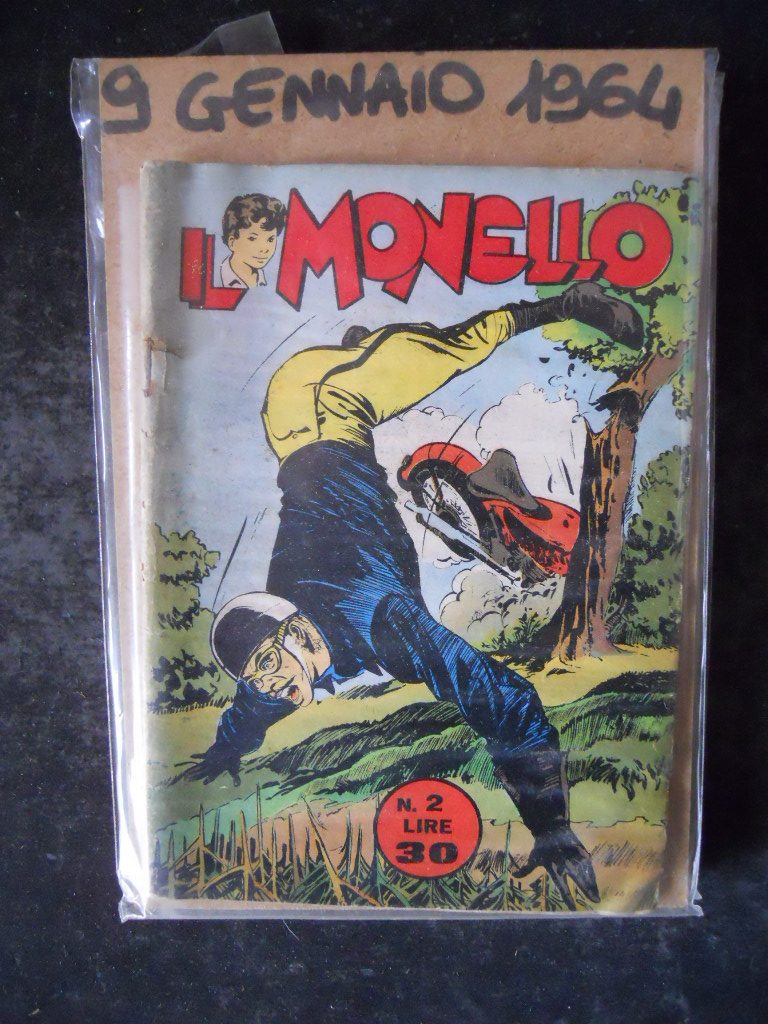 9 GENNAIO 1964
IL MONELLO
N. 2
LIRE
30